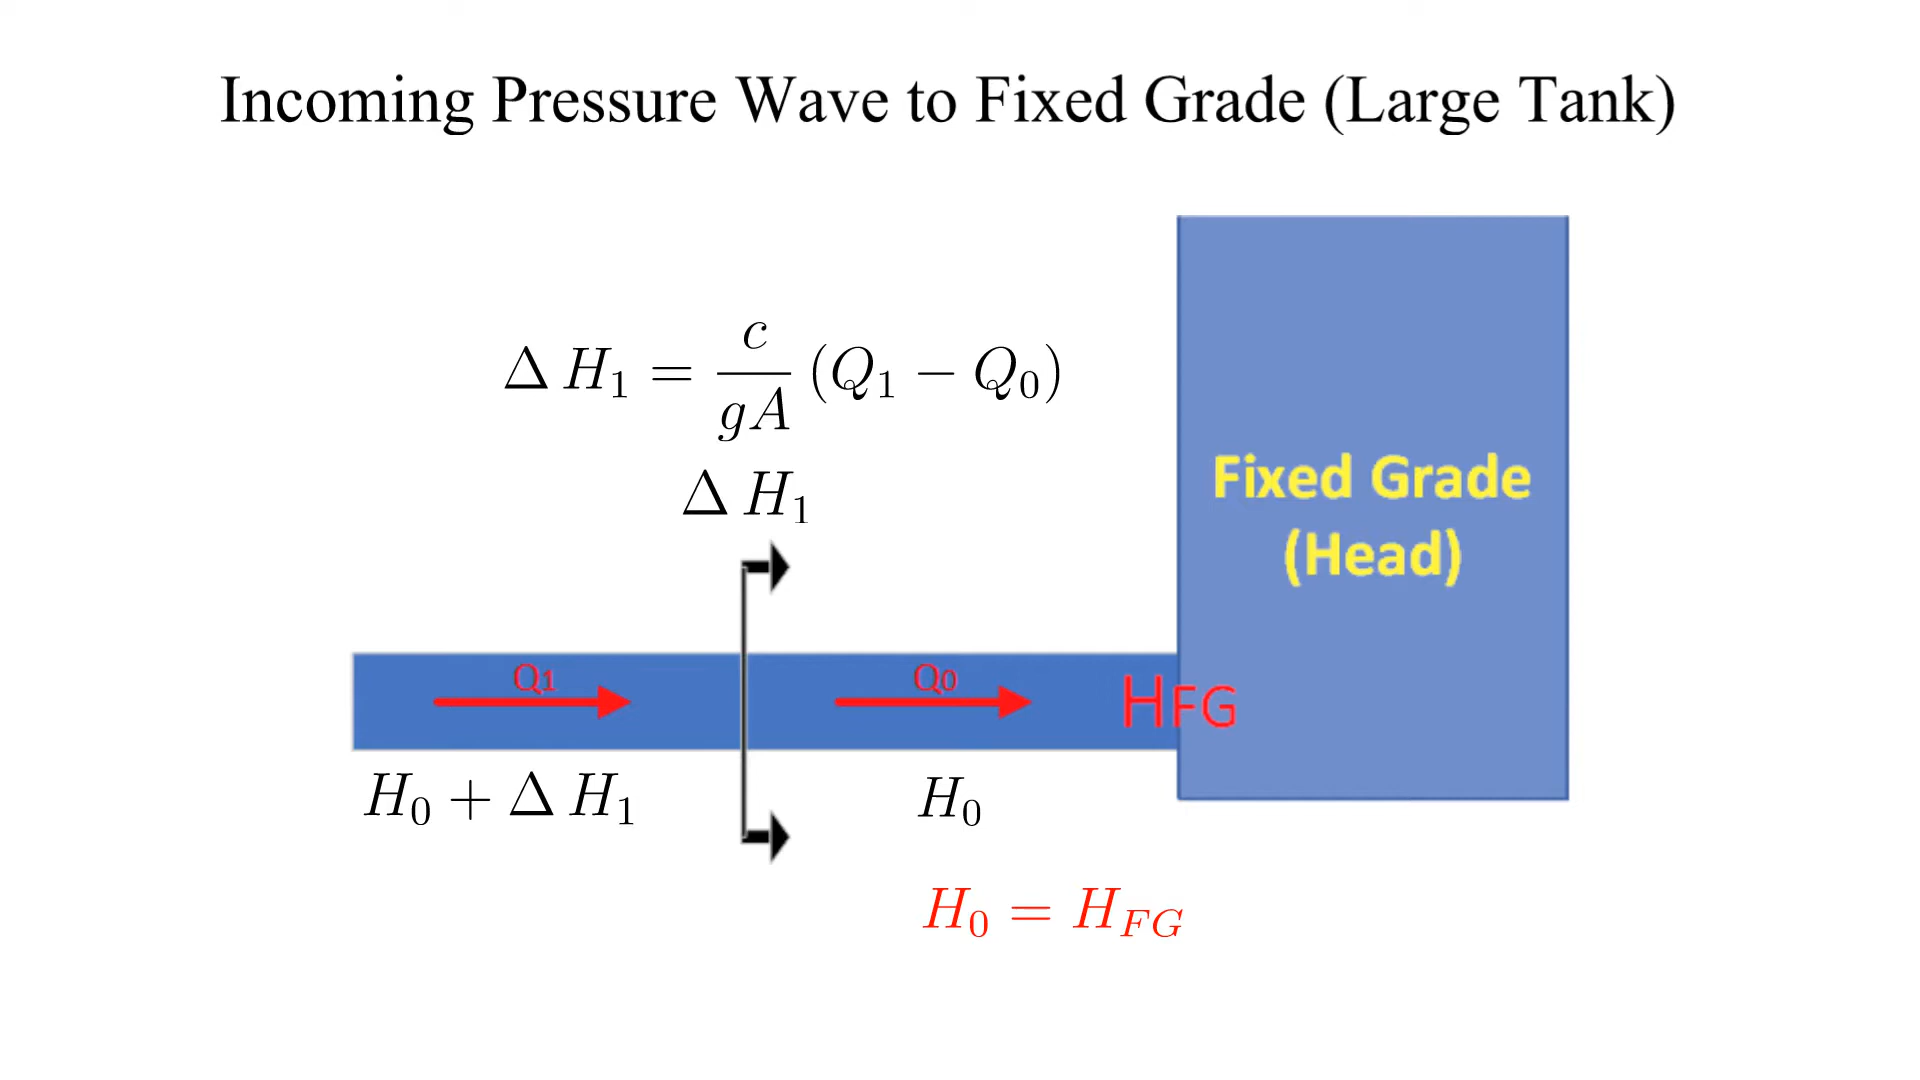 Incoming Pressure Wave to Fixed Grade (Large Tank)
Δ H₁ = c/gA (Q₁ − Q₀)
Δ H₁
Fixed Grade
(Head)
Q1
Q0
HFG
H₀ + Δ H₁
H₀
H₀ = H_FG